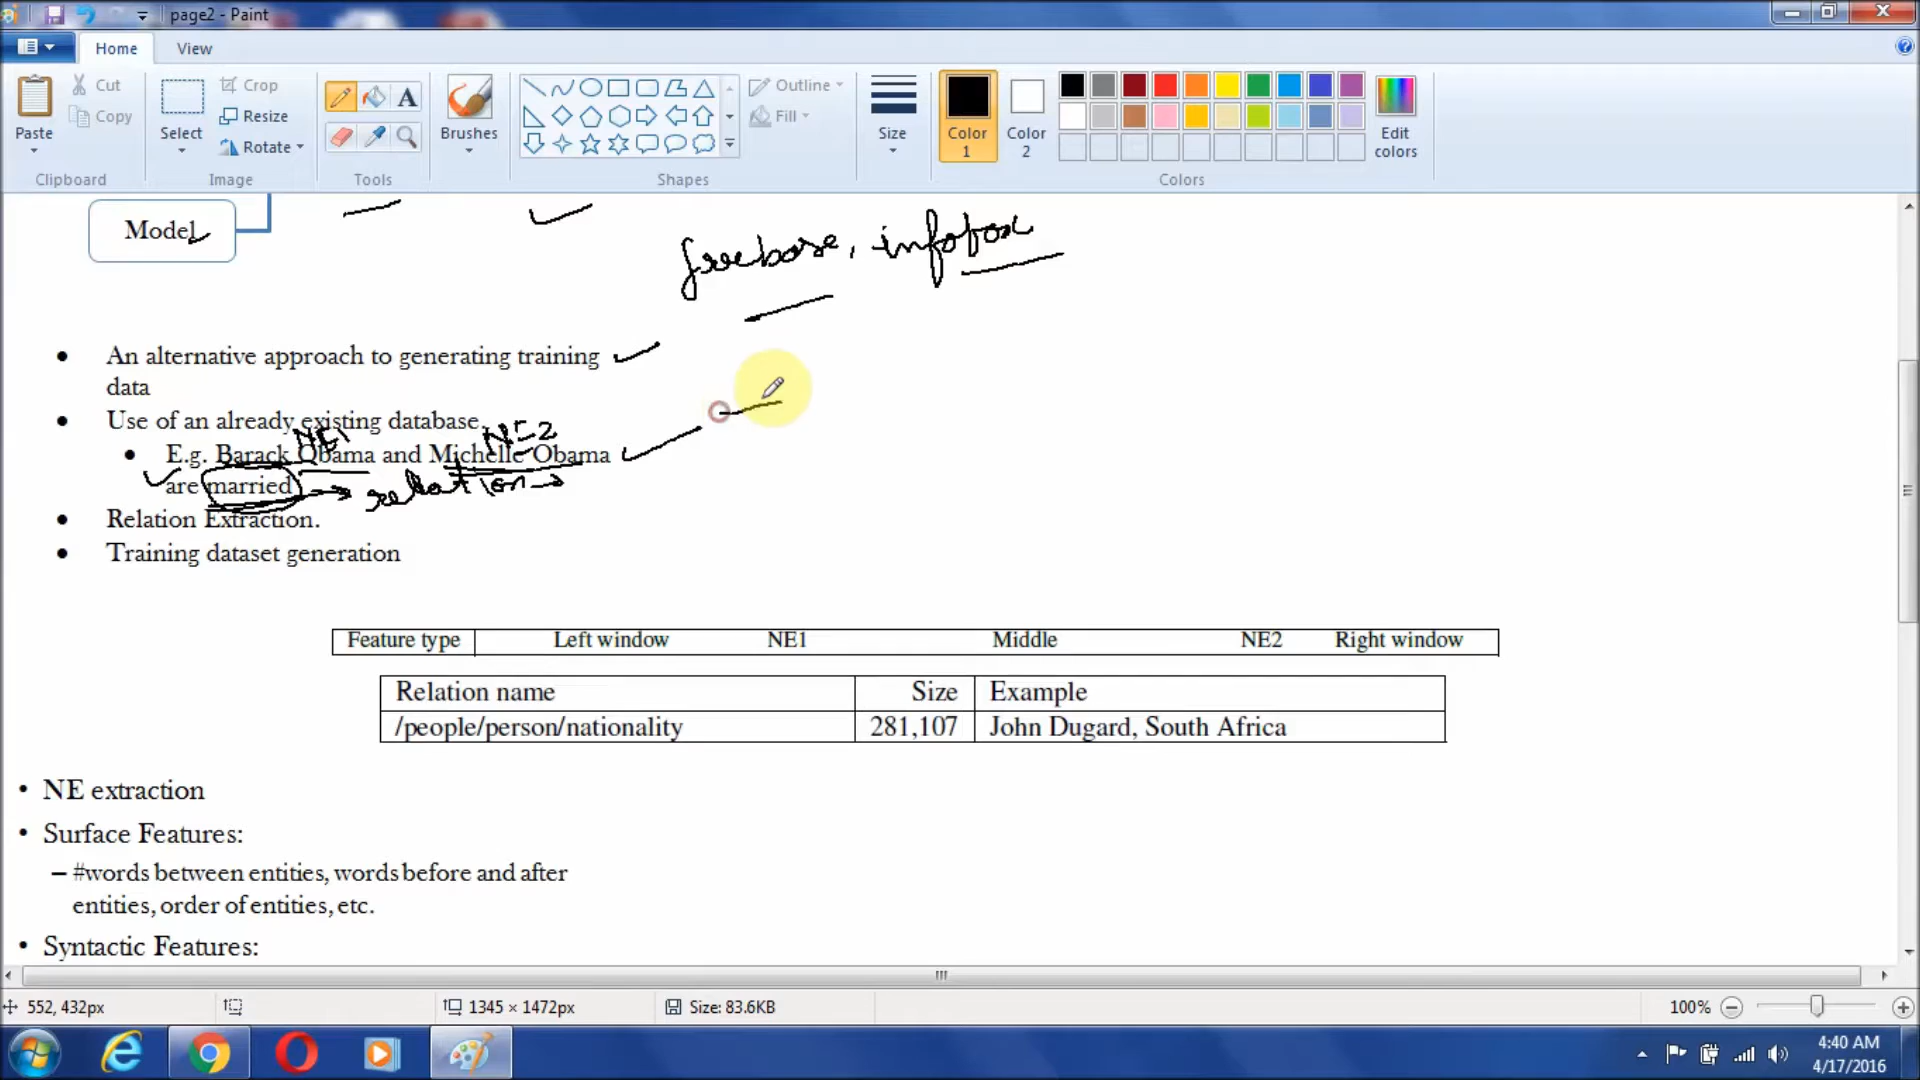 page2 - Paint
Home View
Paste
Cut
Copy
Clipboard
Select
Crop
Resize
Rotate
Image
A
Tools
Brushes
Outline
Fill
Shapes
Size
Color 1
Color 2
Edit colors
Colors
Model
freebase, infobox
• An alternative approach to generating training
data
• Use of an already existing database.
NE1 NE2
• E.g. Barack Obama and Michelle Obama
are married relation
• Relation Extraction.
• Training dataset generation
Feature type Left window NE1 Middle NE2 Right window
Relation name Size Example
/people/person/nationality 281,107 John Dugard, South Africa
• NE extraction
• Surface Features:
– #words between entities, words before and after
entities, order of entities, etc.
• Syntactic Features:
552, 432px 1345 × 1472px Size: 83.6KB 100%
4:40 AM
4/17/2016